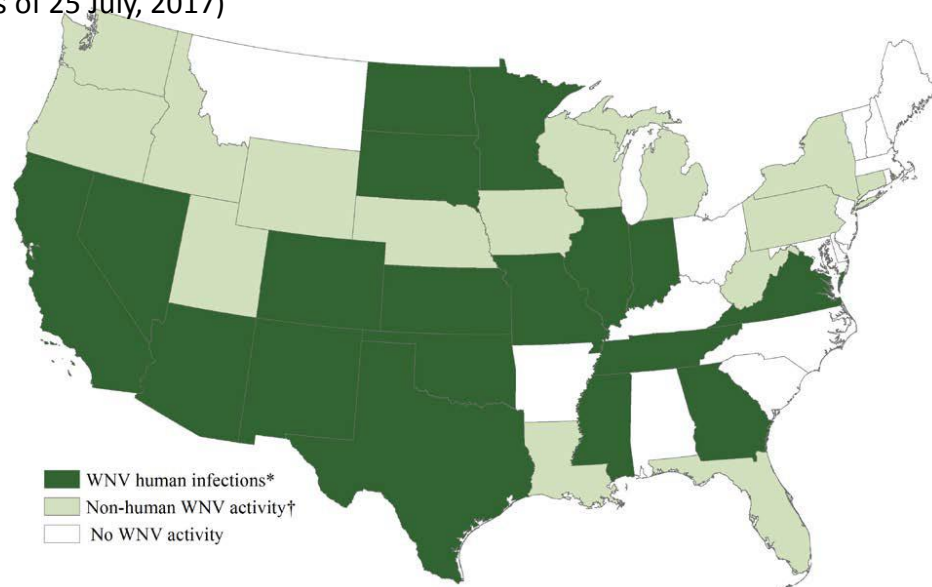 s of 25 July, 2017)
WNV human infections*
Non-human WNV activity†
No WNV activity